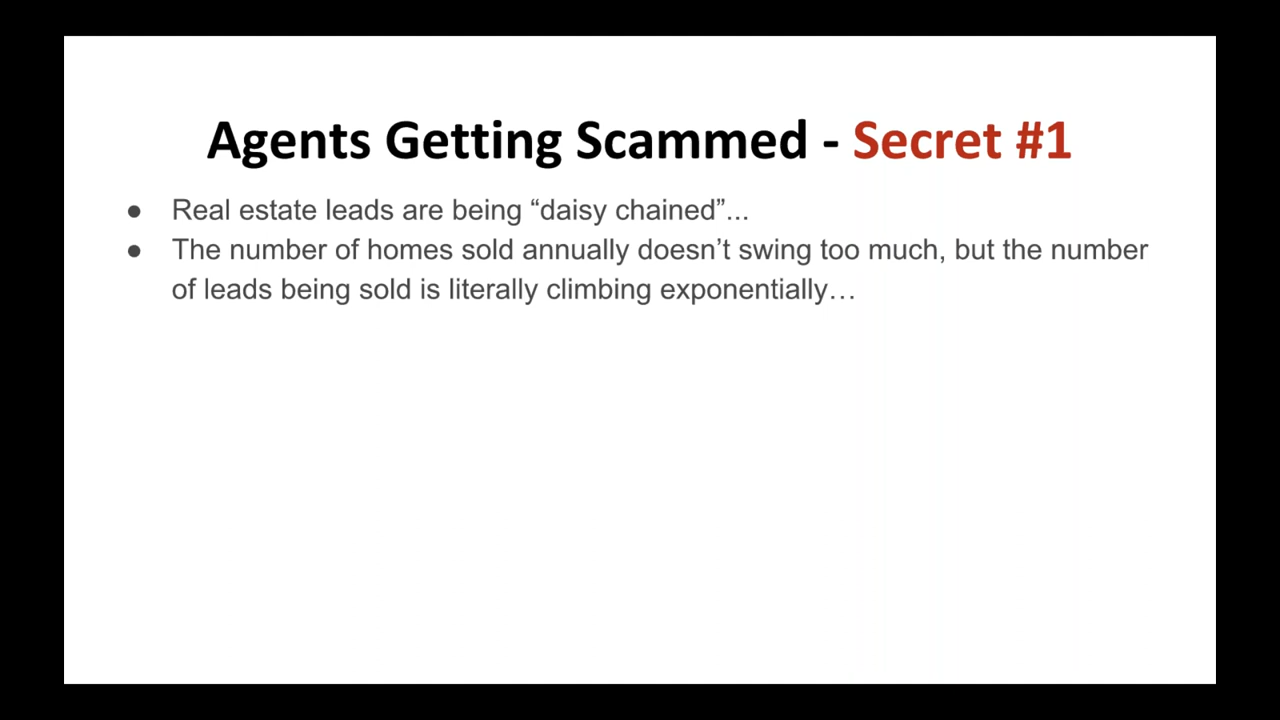 Agents Getting Scammed - Secret #1
● Real estate leads are being “daisy chained”...
● The number of homes sold annually doesn’t swing too much, but the number
of leads being sold is literally climbing exponentially…